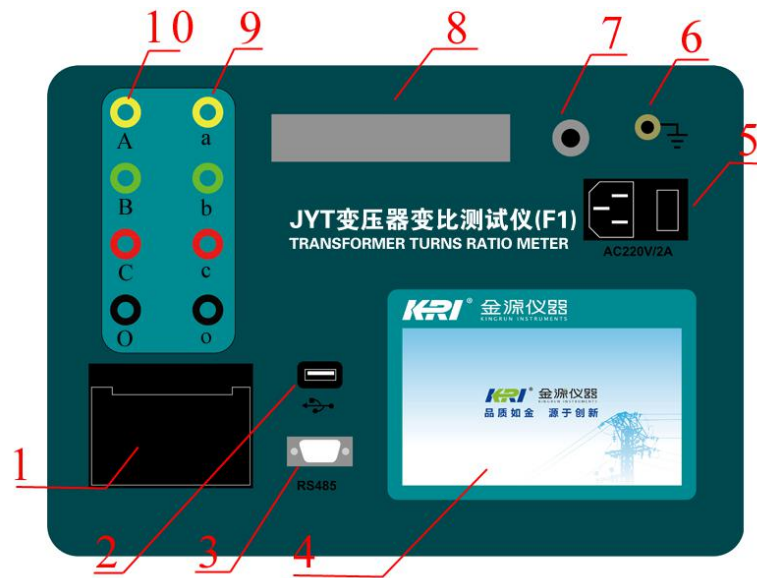 10 9 8 7 6
A a
B b
5
JYT变压器变比测试仪(F1)
TRANSFORMER TURNS RATIO METER
C c
AC220V/2A
O o
KRI® 金源仪器
KINGRUN INSTRUMENTS
KRI® 金源仪器
品质如金 源于创新
1
RS485
2 3 4